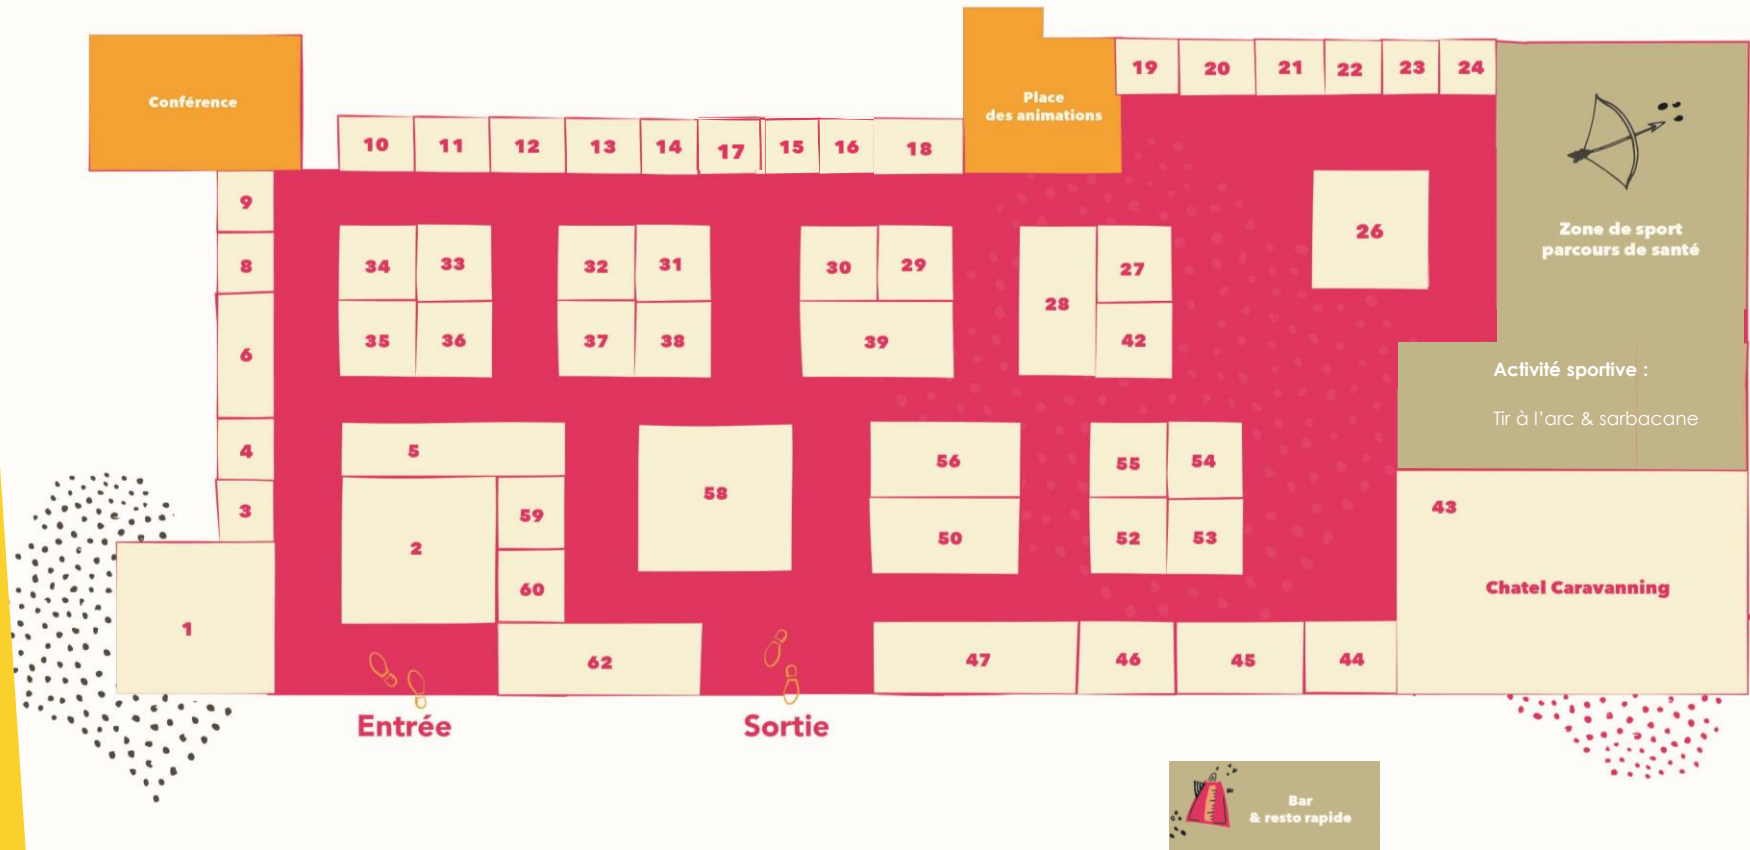 Conférence
Place
des animations
19 20 21 22 23 24
10 11 12 13 14 17 15 16 18
9
8
6
4
3
1
34 33
35 36
32 31
37 38
30 29
39
28
27
42
26
Zone de sport
parcours de santé
Activité sportive :
Tir à l'arc & sarbacane
5
2
59
60
62
58
56
50
55 54
52 53
43
Chatel Caravanning
47 46 45 44
Entrée
Sortie
Bar
& resto rapide